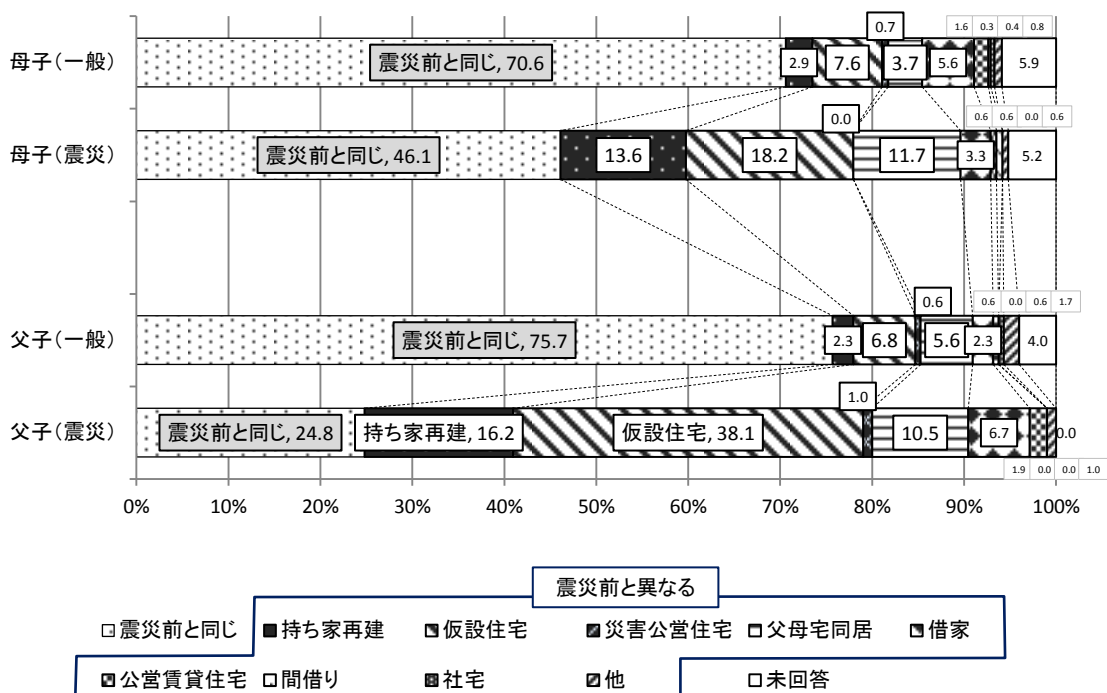 0.7
1.6 0.3 0.4 0.8
母子(一般) 震災前と同じ, 70.6 2.9 7.6 3.7 5.6 5.9
0.0
0.6 0.6 0.0 0.6
母子(震災) 震災前と同じ, 46.1 13.6 18.2 11.7 3.3 5.2
0.6
0.6 0.0 0.6 1.7
父子(一般) 震災前と同じ, 75.7 2.3 6.8 5.6 2.3 4.0
1.0
父子(震災) 震災前と同じ, 24.8 持ち家再建, 16.2 仮設住宅, 38.1 10.5 6.7 0.0
1.9 0.0 0.0 1.0
0% 10% 20% 30% 40% 50% 60% 70% 80% 90% 100%
震災前と異なる
震災前と同じ 持ち家再建 仮設住宅 災害公営住宅 父母宅同居 借家
公営賃貸住宅 間借り 社宅 他 未回答